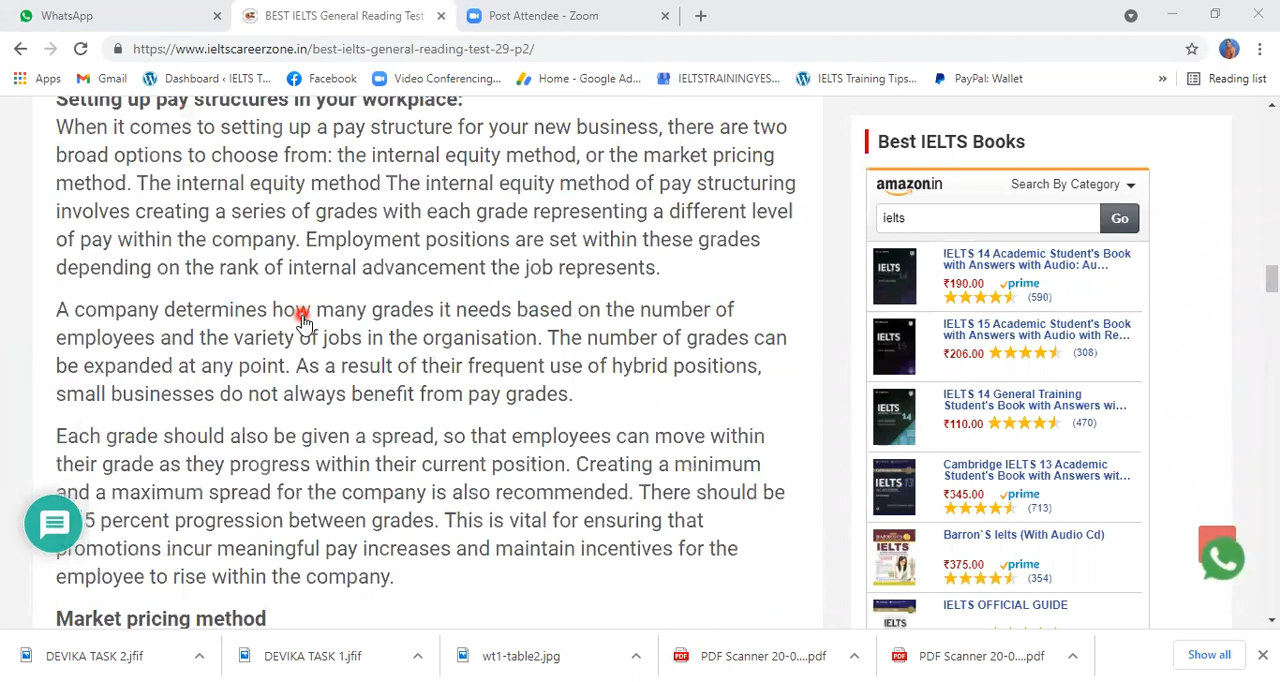 WhatsApp
BEST IELTS General Reading Test
Post Attendee - Zoom
https://www.ieltscareerzone.in/best-ielts-general-reading-test-29-p2/
Apps
Gmail
Dashboard ‹ IELTS T...
Facebook
Video Conferencing...
Home - Google Ad...
IELTSTRAININGYES...
IELTS Training Tips...
PayPal: Wallet
»
Reading list
Setting up pay structures in your workplace:
When it comes to setting up a pay structure for your new business, there are two
broad options to choose from: the internal equity method, or the market pricing
method. The internal equity method The internal equity method of pay structuring
involves creating a series of grades with each grade representing a different level
of pay within the company. Employment positions are set within these grades
depending on the rank of internal advancement the job represents.
A company determines how many grades it needs based on the number of
employees and the variety of jobs in the organisation. The number of grades can
be expanded at any point. As a result of their frequent use of hybrid positions,
small businesses do not always benefit from pay grades.
Each grade should also be given a spread, so that employees can move within
their grade as they progress within their current position. Creating a minimum
and a maximum spread for the company is also recommended. There should be
5 percent progression between grades. This is vital for ensuring that
promotions incur meaningful pay increases and maintain incentives for the
employee to rise within the company.
Market pricing method
Best IELTS Books
amazon.in
Search By Category
ielts
Go
IELTS
IELTS 14 Academic Student's Book
with Answers with Audio: Au...
₹190.00 prime
(590)
IELTS
IELTS 15 Academic Student's Book
with Answers with Audio with Re...
₹206.00 (308)
IELTS
14
IELTS 14 General Training
Student's Book with Answers wi...
₹110.00 (470)
IELTS
Cambridge IELTS 13 Academic
Student's Book with Answers wit...
₹345.00 prime
(713)
IELTS
Barron`S Ielts (With Audio Cd)
₹375.00 prime
(354)
IELTS
IELTS OFFICIAL GUIDE
DEVIKA TASK 2.jfif
DEVIKA TASK 1.jfif
wt1-table2.jpg
PDF Scanner 20-0....pdf
PDF Scanner 20-0....pdf
Show all